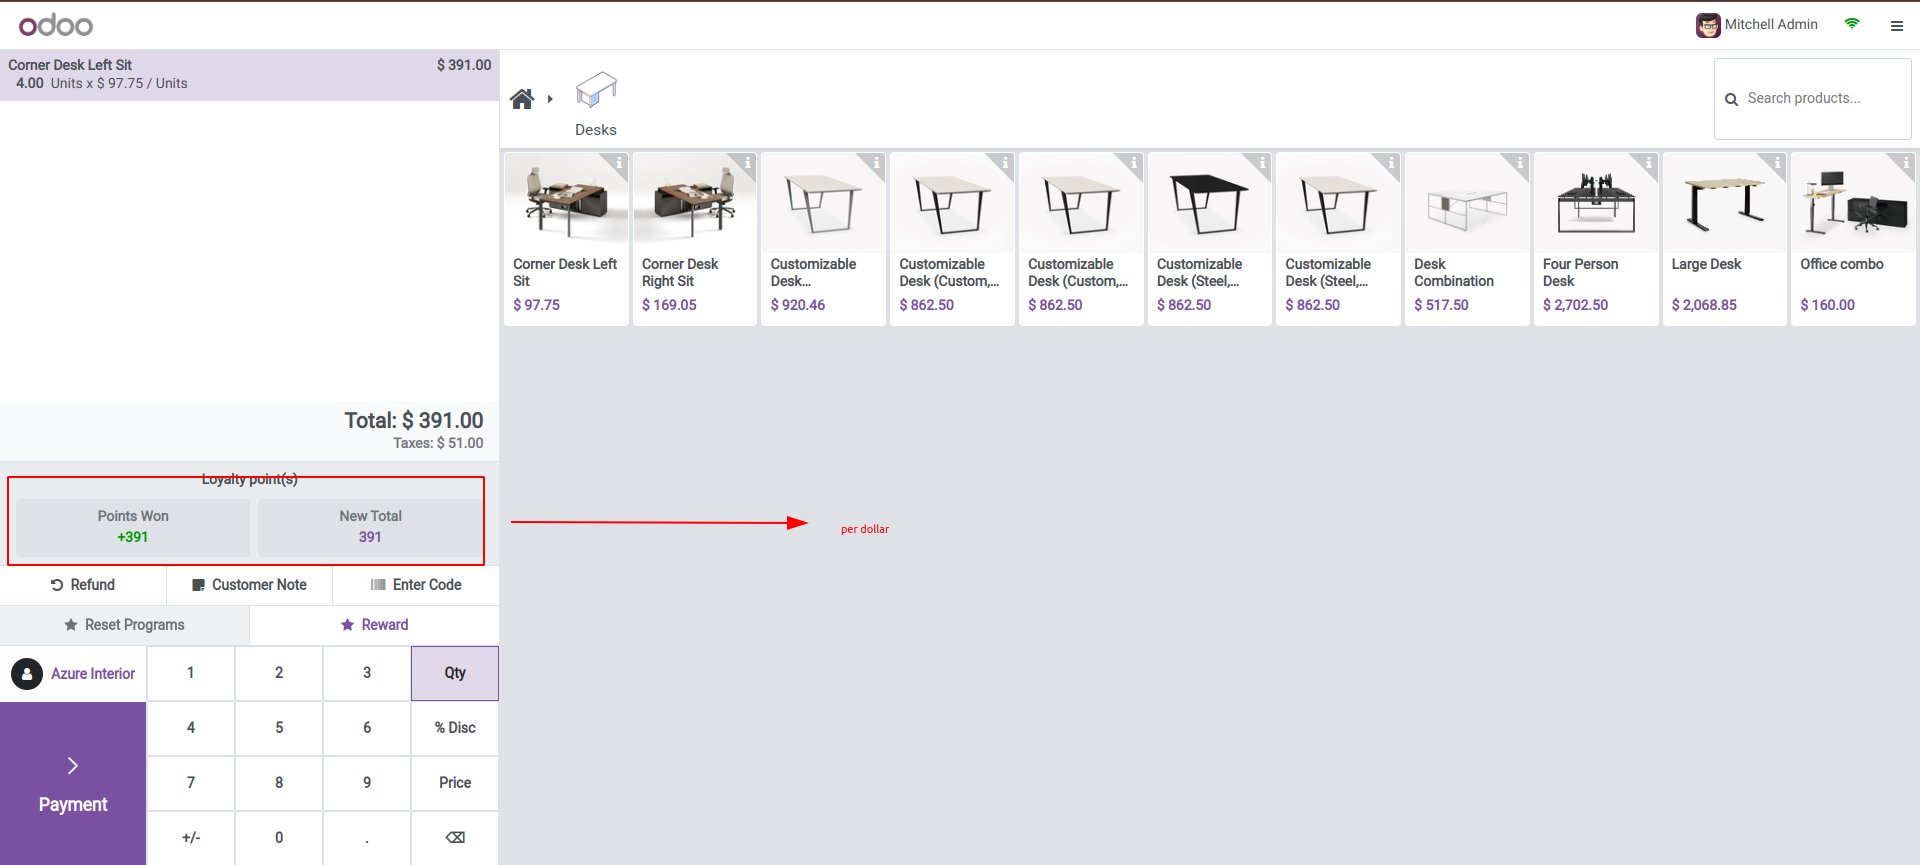 odoo
Mitchell Admin
Corner Desk Left Sit $ 391.00
4.00 Units x $ 97.75 / Units
Desks
Search products...
Corner Desk Left
Sit
$ 97.75
Corner Desk
Right Sit
$ 169.05
Customizable
Desk...
$ 920.46
Customizable
Desk (Custom,...
$ 862.50
Customizable
Desk (Custom,...
$ 862.50
Customizable
Desk (Steel,...
$ 862.50
Customizable
Desk (Steel,...
$ 862.50
Desk
Combination
$ 517.50
Four Person
Desk
$ 2,702.50
Large Desk
$ 2,068.85
Office combo
$ 160.00
Total: $ 391.00
Taxes: $ 51.00
Loyalty point(s)
Points Won
+391
New Total
391
per dollar
Refund
Customer Note
Enter Code
Reset Programs
Reward
Azure Interior
1 2 3 Qty
4 5 6 % Disc
7 8 9 Price
+/- 0 .
Payment